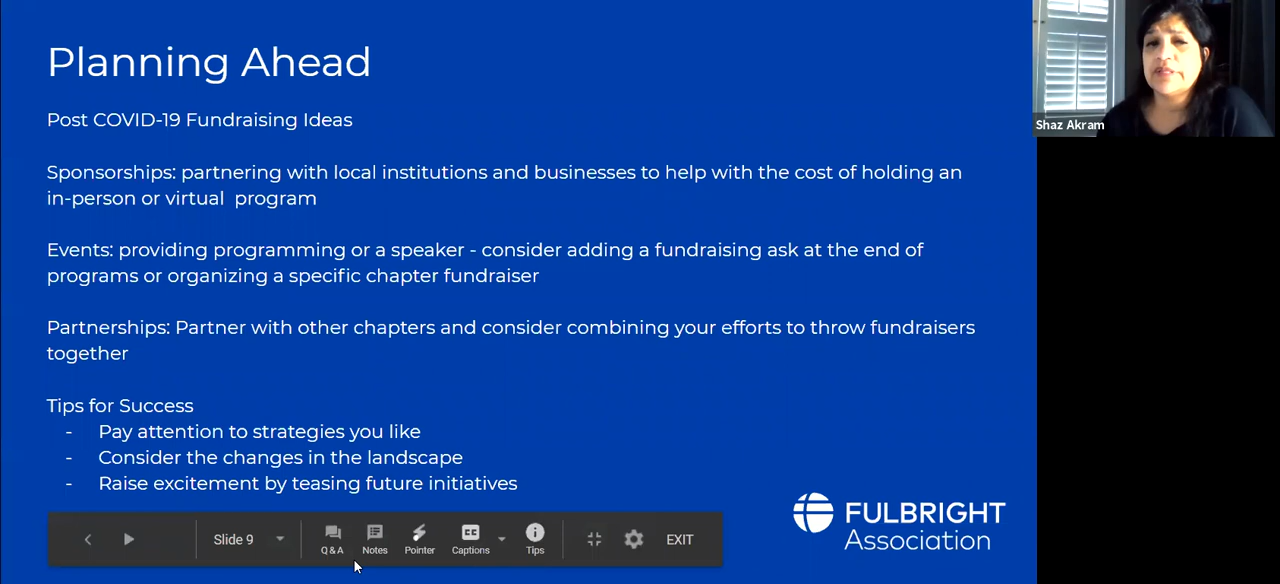 Planning Ahead
Post COVID-19 Fundraising Ideas
Sponsorships: partnering with local institutions and businesses to help with the cost of holding an
in-person or virtual program
Events: providing programming or a speaker - consider adding a fundraising ask at the end of
programs or organizing a specific chapter fundraiser
Partnerships: Partner with other chapters and consider combining your efforts to throw fundraisers
together
Tips for Success
- Pay attention to strategies you like
- Consider the changes in the landscape
- Raise excitement by teasing future initiatives
Slide 9
Q & A
Notes
Pointer
CC
Captions
Tips
EXIT
FULBRIGHT
Association
Shaz Akram